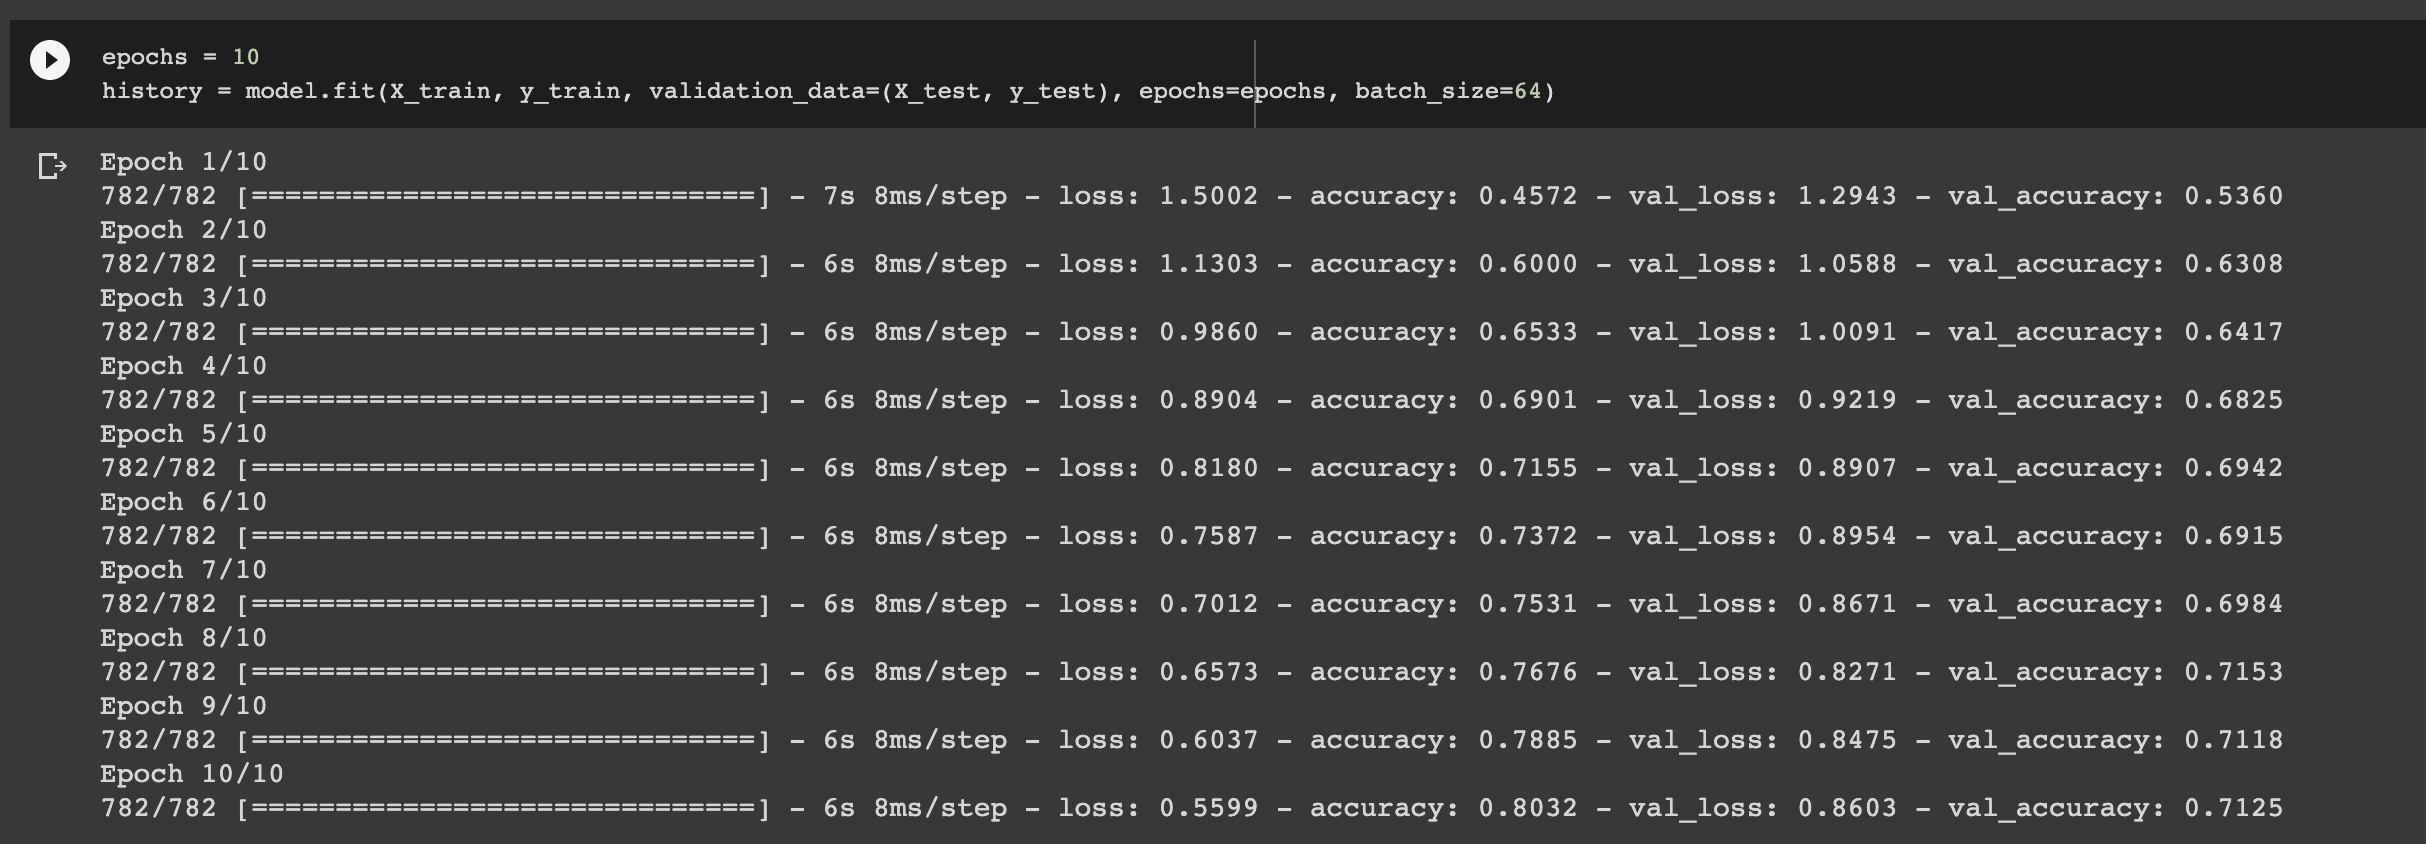 epochs = 10
history = model.fit(X_train, y_train, validation_data=(X_test, y_test), epochs=epochs, batch_size=64)
Epoch 1/10
782/782 [==============================] - 7s 8ms/step - loss: 1.5002 - accuracy: 0.4572 - val_loss: 1.2943 - val_accuracy: 0.5360
Epoch 2/10
782/782 [==============================] - 6s 8ms/step - loss: 1.1303 - accuracy: 0.6000 - val_loss: 1.0588 - val_accuracy: 0.6308
Epoch 3/10
782/782 [==============================] - 6s 8ms/step - loss: 0.9860 - accuracy: 0.6533 - val_loss: 1.0091 - val_accuracy: 0.6417
Epoch 4/10
782/782 [==============================] - 6s 8ms/step - loss: 0.8904 - accuracy: 0.6901 - val_loss: 0.9219 - val_accuracy: 0.6825
Epoch 5/10
782/782 [==============================] - 6s 8ms/step - loss: 0.8180 - accuracy: 0.7155 - val_loss: 0.8907 - val_accuracy: 0.6942
Epoch 6/10
782/782 [==============================] - 6s 8ms/step - loss: 0.7587 - accuracy: 0.7372 - val_loss: 0.8954 - val_accuracy: 0.6915
Epoch 7/10
782/782 [==============================] - 6s 8ms/step - loss: 0.7012 - accuracy: 0.7531 - val_loss: 0.8671 - val_accuracy: 0.6984
Epoch 8/10
782/782 [==============================] - 6s 8ms/step - loss: 0.6573 - accuracy: 0.7676 - val_loss: 0.8271 - val_accuracy: 0.7153
Epoch 9/10
782/782 [==============================] - 6s 8ms/step - loss: 0.6037 - accuracy: 0.7885 - val_loss: 0.8475 - val_accuracy: 0.7118
Epoch 10/10
782/782 [==============================] - 6s 8ms/step - loss: 0.5599 - accuracy: 0.8032 - val_loss: 0.8603 - val_accuracy: 0.7125